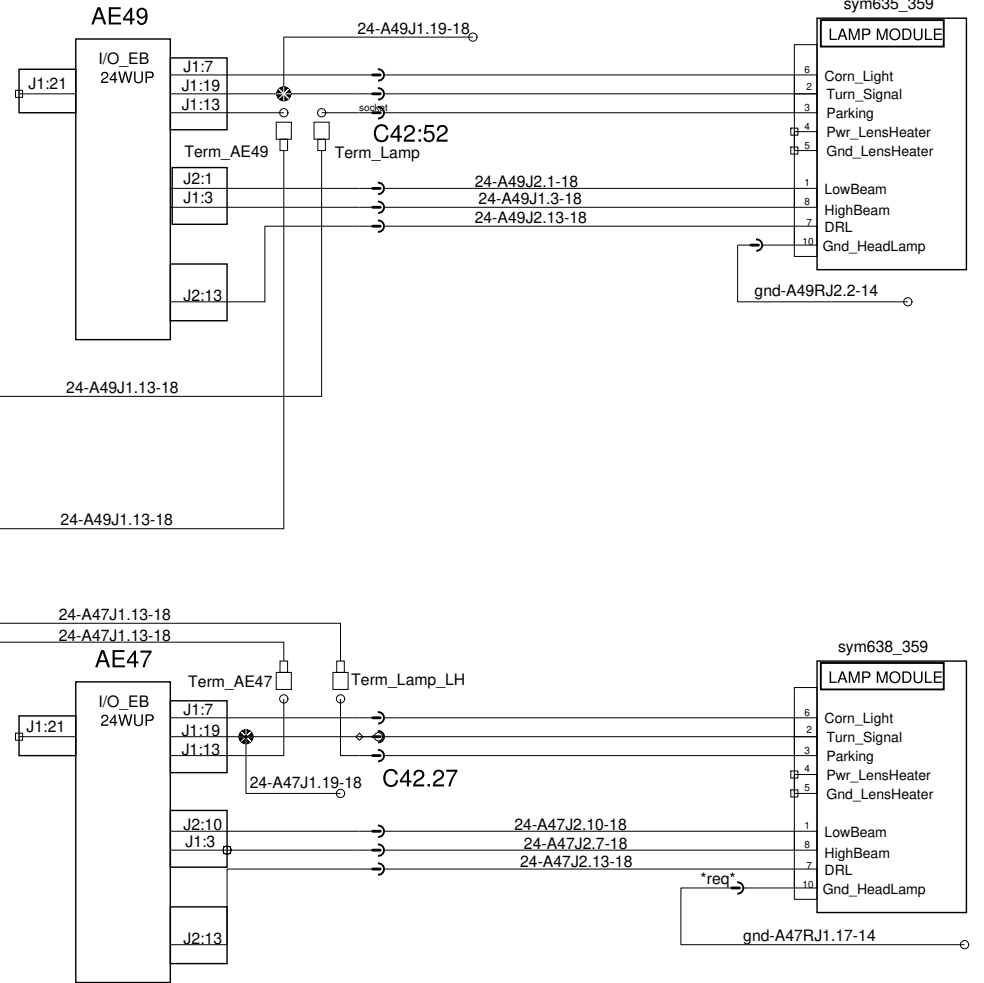 sym635_359
AE49
24-A49J1.19-18
LAMP MODULE
I/O_EB
24WUP
J1:21
J1:7
J1:19
J1:13
socket
C42:52
Term_AE49
Term_Lamp
6 Corn_Light
2 Turn_Signal
3 Parking
4 Pwr_LensHeater
5 Gnd_LensHeater
J2:1
J1:3
24-A49J2.1-18
24-A49J1.3-18
24-A49J2.13-18
1 LowBeam
8 HighBeam
7 DRL
10 Gnd_HeadLamp
J2:13
gnd-A49RJ2.2-14
24-A49J1.13-18
24-A49J1.13-18
24-A47J1.13-18
24-A47J1.13-18
AE47
sym638_359
LAMP MODULE
Term_AE47
Term_Lamp_LH
I/O_EB
24WUP
J1:21
J1:7
J1:19
J1:13
24-A47J1.19-18
C42.27
6 Corn_Light
2 Turn_Signal
3 Parking
4 Pwr_LensHeater
5 Gnd_LensHeater
J2:10
J1:3
24-A47J2.10-18
24-A47J2.7-18
24-A47J2.13-18
1 LowBeam
8 HighBeam
7 DRL
10 Gnd_HeadLamp
*req*
J2:13
gnd-A47RJ1.17-14